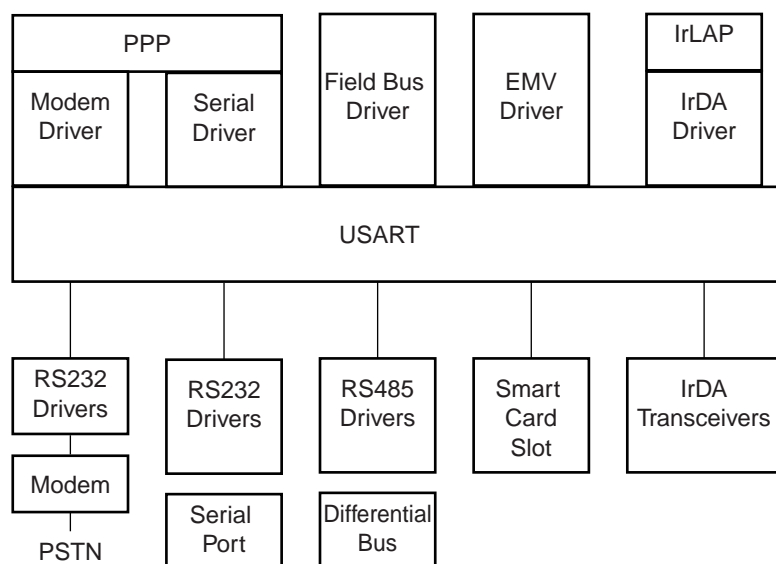 PPP
Modem
Driver
Serial
Driver
Field Bus
Driver
EMV
Driver
IrLAP
IrDA
Driver
USART
RS232
Drivers
Modem
PSTN
RS232
Drivers
Serial
Port
RS485
Drivers
Differential
Bus
Smart
Card
Slot
IrDA
Transceivers